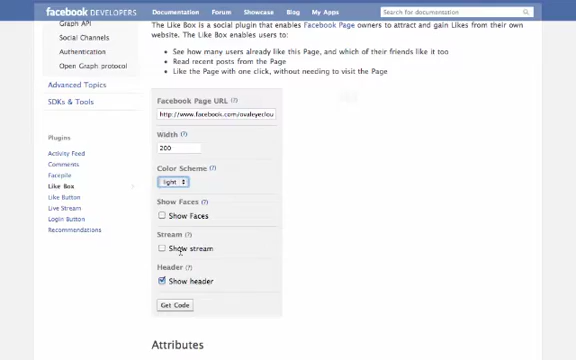 facebook DEVELOPERS
Documentation Forum Showcase Blog My Apps
Search for documentation
Graph API
Social Channels
Authentication
Open Graph protocol
Advanced Topics
SDKs & Tools
Plugins
Activity Feed
Comments
Facepile
Like Box
Like Button
Live Stream
Login Button
Recommendations
The Like Box is a social plugin that enables Facebook Page owners to attract and gain Likes from their own
website. The Like Box enables users to:
• See how many users already like this Page, and which of their friends like it too
• Read recent posts from the Page
• Like the Page with one click, without needing to visit the Page
Facebook Page URL (?)
http://www.facebook.com/ovaleyeclou
Width (?)
200
Color Scheme (?)
light
Show Faces (?)
Show Faces
Stream (?)
Show stream
Header (?)
Show header
Get Code
Attributes